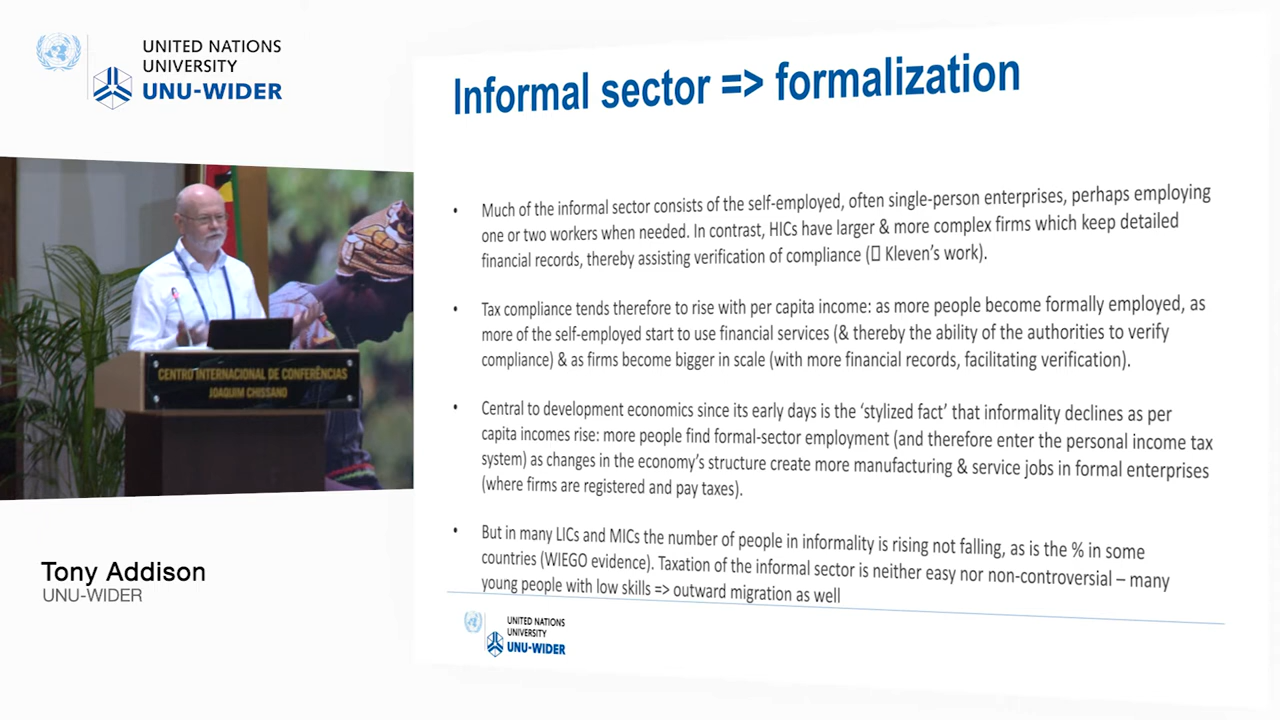 UNITED NATIONS
UNIVERSITY
UNU-WIDER
Informal sector => formalization
• Much of the informal sector consists of the self-employed, often single-person enterprises, perhaps employing
one or two workers when needed. In contrast, HICs have larger & more complex firms which keep detailed
financial records, thereby assisting verification of compliance (▯ Kleven's work).
• Tax compliance tends therefore to rise with per capita income: as more people become formally employed, as
more of the self-employed start to use financial services (& thereby the ability of the authorities to verify
compliance) & as firms become bigger in scale (with more financial records, facilitating verification).
• Central to development economics since its early days is the ‘stylized fact’ that informality declines as per
capita incomes rise: more people find formal-sector employment (and therefore enter the personal income tax
system) as changes in the economy's structure create more manufacturing & service jobs in formal enterprises
(where firms are registered and pay taxes).
• But in many LICs and MICs the number of people in informality is rising not falling, as is the % in some
countries (WIEGO evidence). Taxation of the informal sector is neither easy nor non-controversial – many
young people with low skills => outward migration as well
UNITED NATIONS
UNIVERSITY
UNU-WIDER
CENTRO INTERNACIONAL DE CONFERÊNCIAS
JOAQUIM CHISSANO
Tony Addison
UNU-WIDER